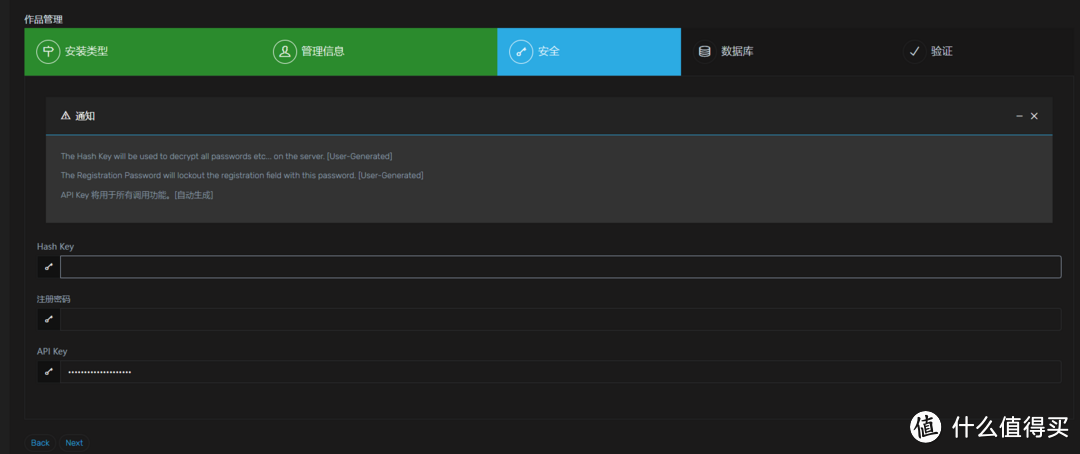 作品管理
安装类型 管理信息 安全 数据库 验证
通知
The Hash Key will be used to decrypt all passwords etc... on the server. [User-Generated]
The Registration Password will lockout the registration field with this password. [User-Generated]
API Key 将用于所有调用功能。[自动生成]
Hash Key
注册密码
API Key
••••••••••••••••••••
Back Next
值 什么值得买